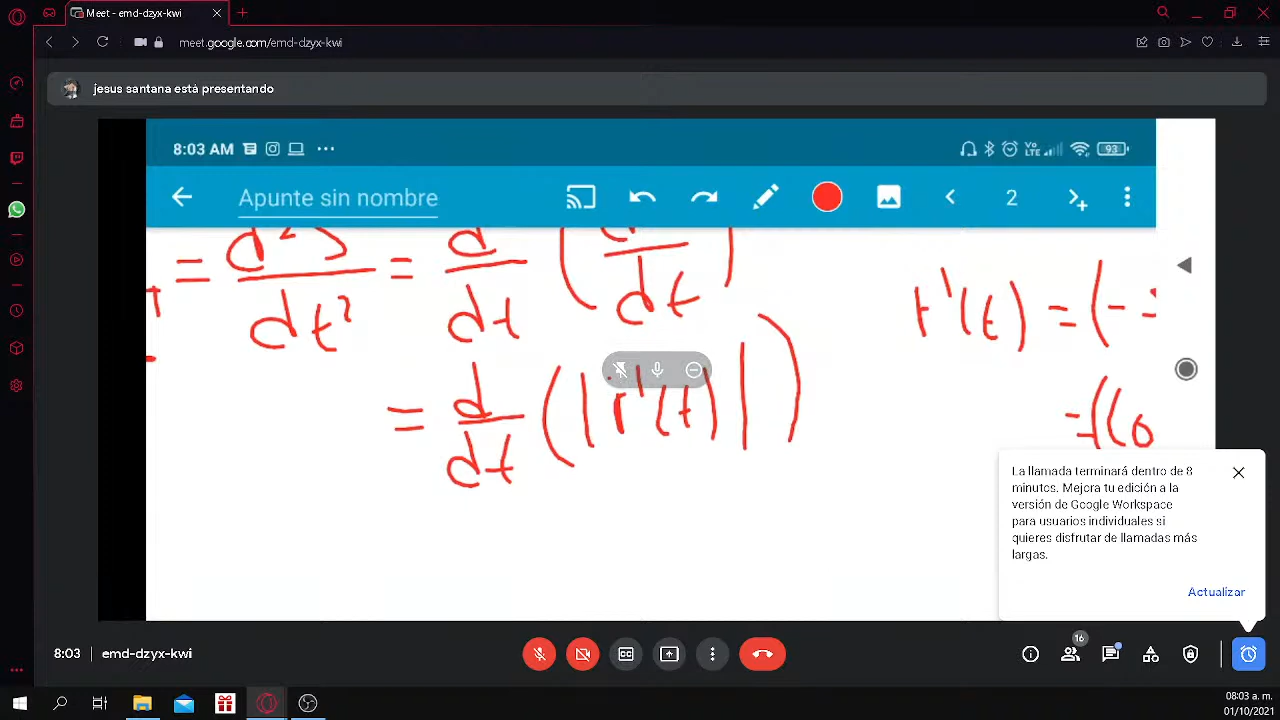 Meet - emd-dzyx-kwi
meet.google.com/emd-dzyx-kwi
jesus santana está presentando
8:03 AM
Vo LTE
93
Apunte sin nombre
2
= d²s/dt² = d/dt (d/dt)
r'(t) = (-
= d/dt (|r'(t)|)
=((o
La llamada terminará dentro de 8
minutos. Mejora tu edición a la
versión de Google Workspace
para usuarios individuales si
quieres disfrutar de llamadas más
largas.
Actualizar
8:03 | emd-dzyx-kwi
16
08:03 a. m.
01/10/2021